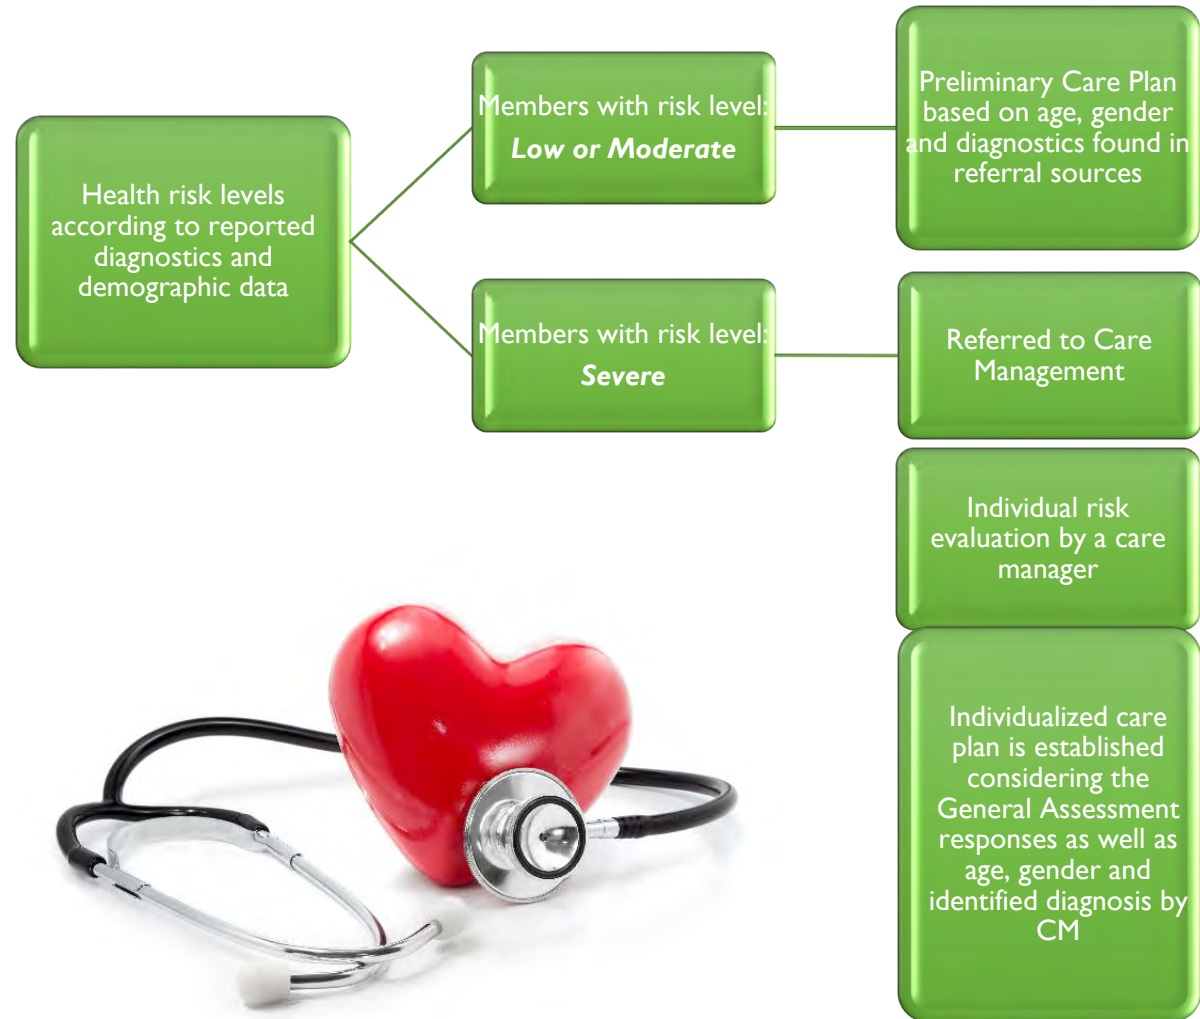 Health risk levels
according to reported
diagnostics and
demographic data
Members with risk level:
Low or Moderate
Preliminary Care Plan
based on age, gender
and diagnostics found in
referral sources
Members with risk level:
Severe
Referred to Care
Management
Individual risk
evaluation by a care
manager
Individualized care
plan is established
considering the
General Assessment
responses as well as
age, gender and
identified diagnosis by
CM